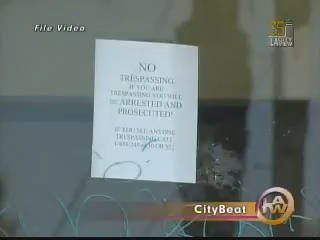 File Video
35
NO
TRESPASSING
IF YOU ARE
TRESPASSING YOU WILL
BE ARRESTED AND
PROSECUTED!
IF YOU SEE ANYONE
TRESPASSING CALL
CityBeat